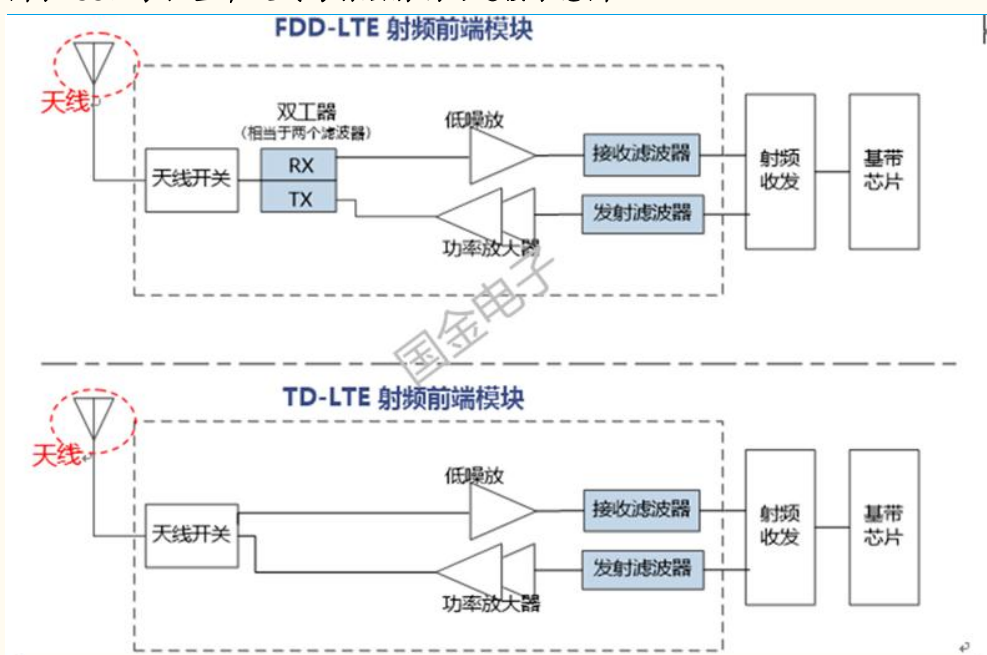 FDD-LTE 射频前端模块
天线
双工器
(相当于两个滤波器)
低噪放
天线开关
RX
TX
接收滤波器
发射滤波器
功率放大器
射频
收发
基带
芯片
国金电子
TD-LTE 射频前端模块
天线
低噪放
天线开关
接收滤波器
发射滤波器
功率放大器
射频
收发
基带
芯片